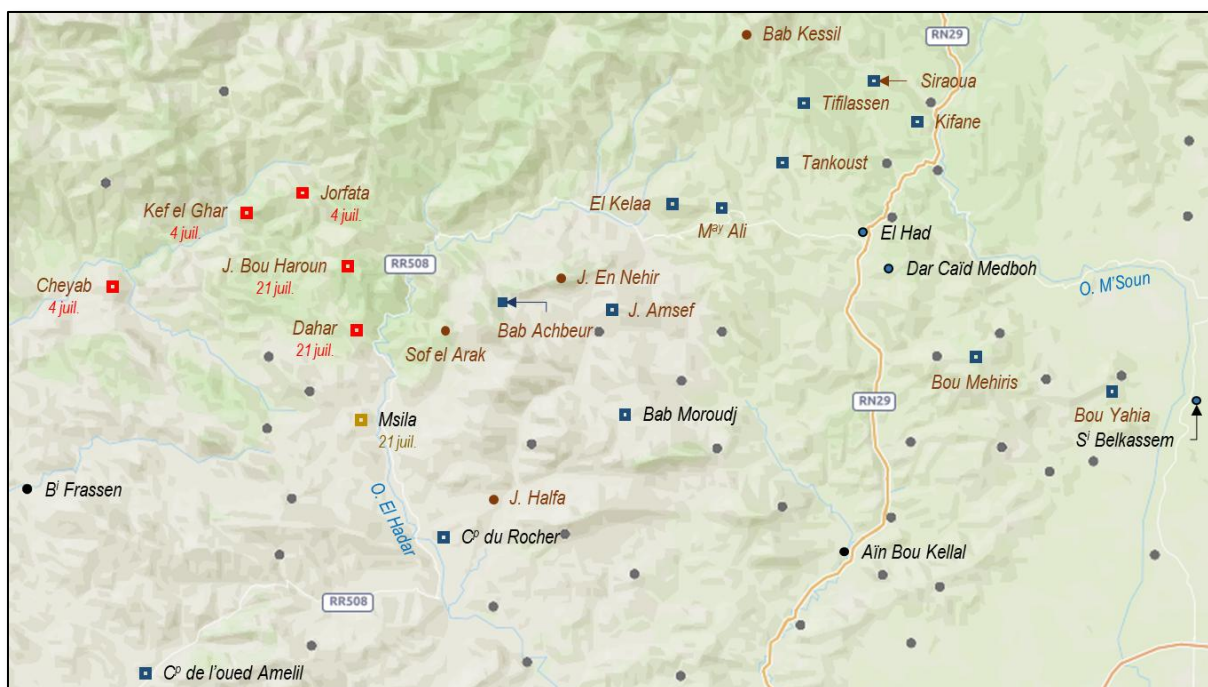 RN29
Bab Kessil
Siraoua
Tifilassen
Kifane
Tankoust
Jorfata
4 juil.
Kef el Ghar
4 juil.
El Kelaa
Mᵃʸ Ali
El Had
RR508
J. Bou Haroun
21 juil.
Dar Caïd Medboh
Cheyab
4 juil.
J. En Nehir
O. M'Soun
J. Amsef
Bab Achbeur
Dahar
21 juil.
Sof el Arak
Bou Mehiris
RN29
Bou Yahia
Sⁱ Belkassem
Msila
21 juil.
Bab Moroudj
Bⁱ Frassen
J. Halfa
O. El Hadar
Cᵖ du Rocher
Aïn Bou Kellal
RR508
Cᵖ de l'oued Amelil